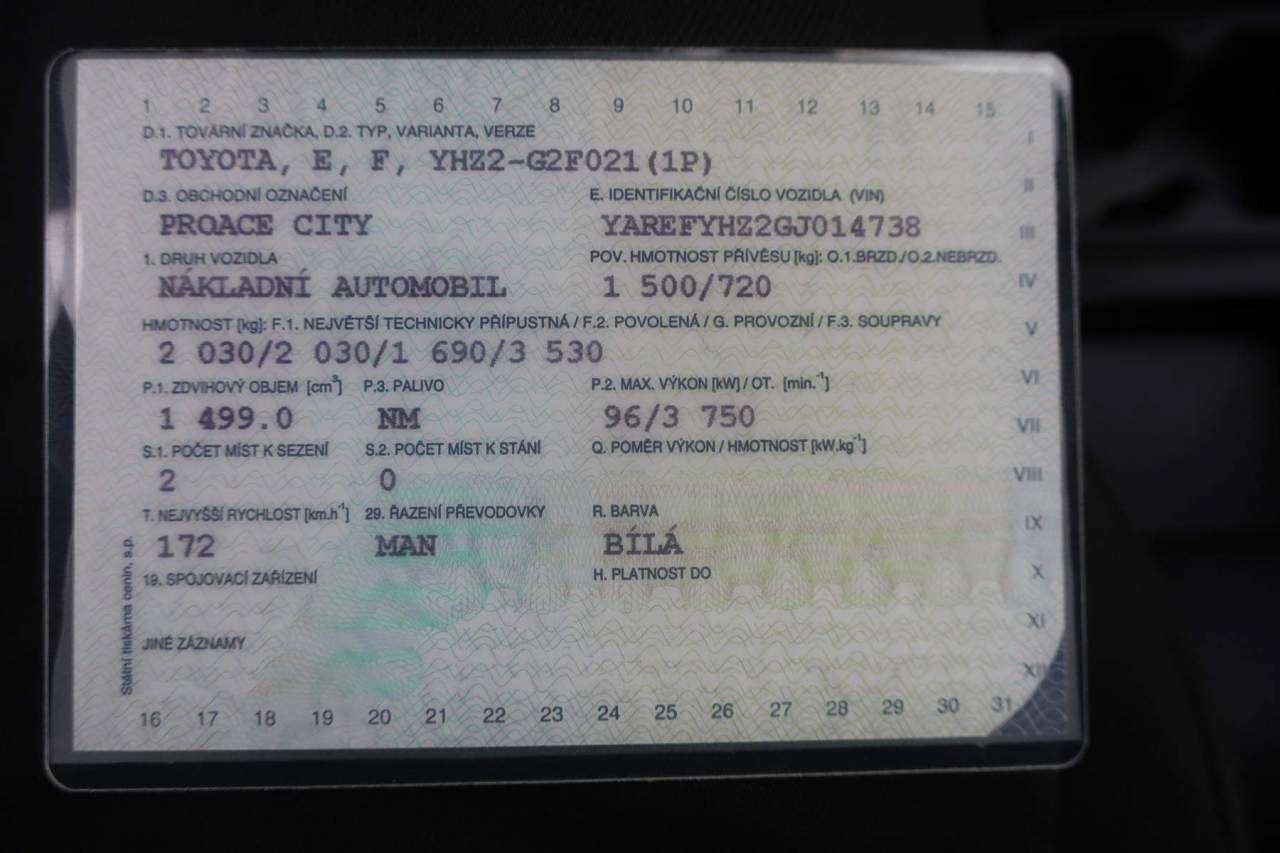 1 2 3 4 5 6 7 8 9 10 11 12 13 14 15
D.1. TOVÁRNÍ ZNAČKA, D.2. TYP, VARIANTA, VERZE
I
TOYOTA, E, F, YHZ2-G2F021(1P)
II
D.3. OBCHODNÍ OZNAČENÍ E. IDENTIFIKAČNÍ ČÍSLO VOZIDLA (VIN)
PROACE CITY YAREFYHZ2GJ014738
III
1. DRUH VOZIDLA POV. HMOTNOST PŘÍVĚSU [kg]: O.1.BRZD./O.2.NEBRZD.
NÁKLADNÍ AUTOMOBIL 1 500/720
IV
HMOTNOST [kg]: F.1. NEJVĚTŠÍ TECHNICKY PŘÍPUSTNÁ / F.2. POVOLENÁ / G. PROVOZNÍ / F.3. SOUPRAVY
V
2 030/2 030/1 690/3 530
P.1. ZDVIHOVÝ OBJEM [cm³] P.3. PALIVO P.2. MAX. VÝKON [kW] / OT. [min.⁻¹]
VI
1 499.0 NM 96/3 750
VII
S.1. POČET MÍST K SEZENÍ S.2. POČET MÍST K STÁNÍ Q. POMĚR VÝKON / HMOTNOST [kW.kg⁻¹]
2 0
VIII
T. NEJVYŠŠÍ RYCHLOST [km.h⁻¹] 29. ŘAZENÍ PŘEVODOVKY R. BARVA
IX
172 MAN BÍLÁ
19. SPOJOVACÍ ZAŘÍZENÍ H. PLATNOST DO
X
XI
JINÉ ZÁZNAMY
XII
Státní tiskárna cenin, s.p.
16 17 18 19 20 21 22 23 24 25 26 27 28 29 30 31